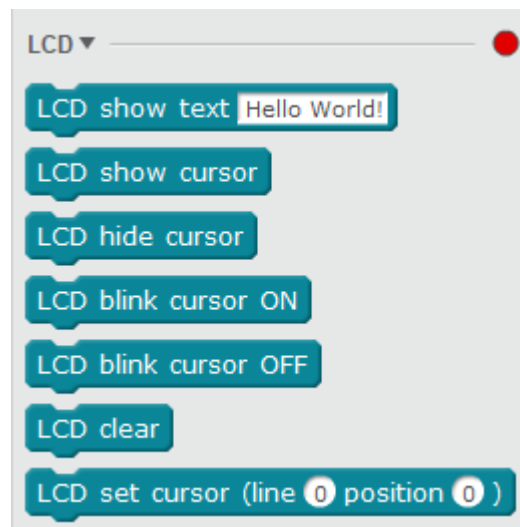 LCD
LCD show text Hello World!
LCD show cursor
LCD hide cursor
LCD blink cursor ON
LCD blink cursor OFF
LCD clear
LCD set cursor (line 0 position 0 )